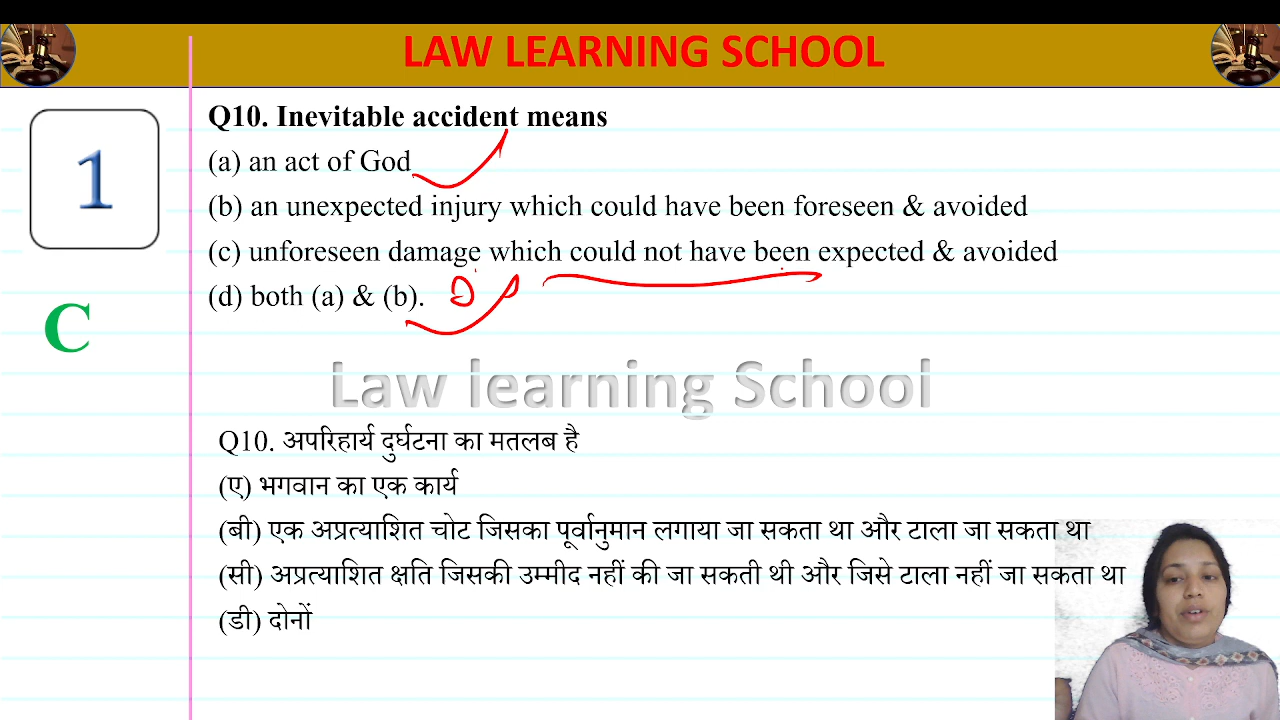 LAW LEARNING SCHOOL
1
Q10. Inevitable accident means
(a) an act of God
(b) an unexpected injury which could have been foreseen & avoided
(c) unforeseen damage which could not have been expected & avoided
(d) both (a) & (b).
C
Law learning School
Q10. अपरिहार्य दुर्घटना का मतलब है
(ए) भगवान का एक कार्य
(बी) एक अप्रत्याशित चोट जिसका पूर्वानुमान लगाया जा सकता था और टाला जा सकता था
(सी) अप्रत्याशित क्षति जिसकी उम्मीद नहीं की जा सकती थी और जिसे टाला नहीं जा सकता था
(डी) दोनों